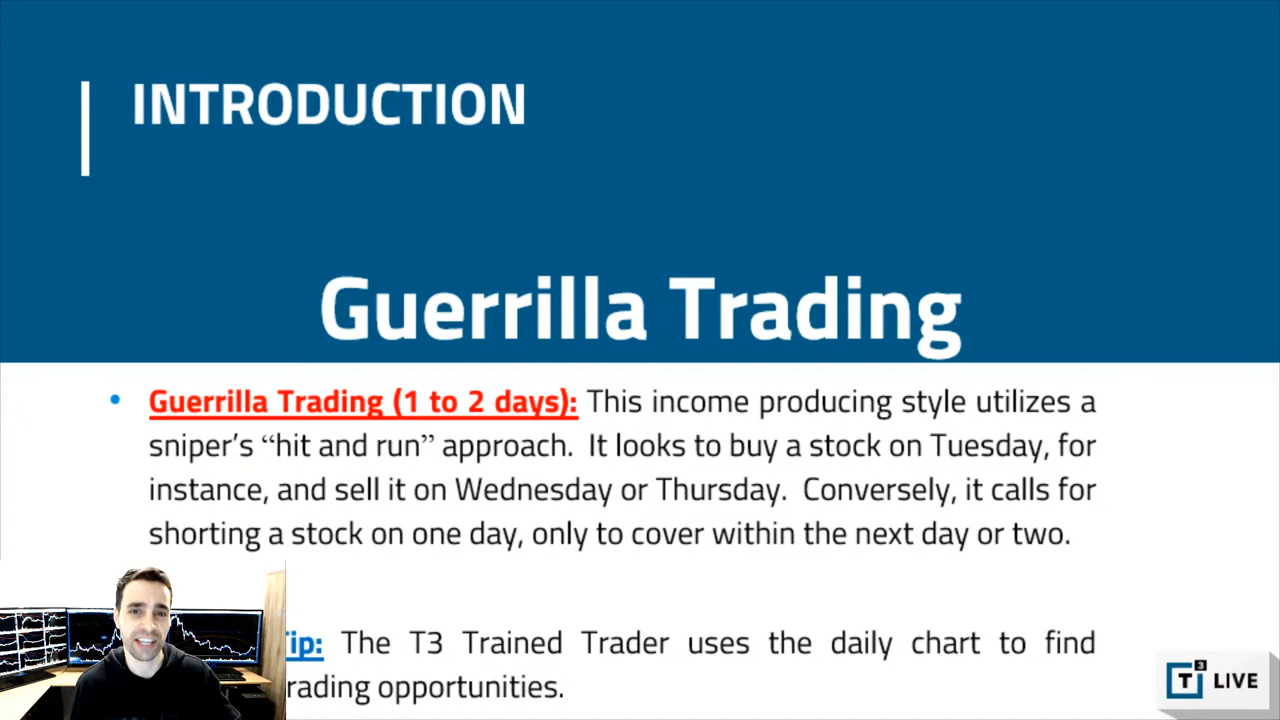 INTRODUCTION
Guerrilla Trading
• Guerrilla Trading (1 to 2 days): This income producing style utilizes a
sniper’s “hit and run” approach. It looks to buy a stock on Tuesday, for
instance, and sell it on Wednesday or Thursday. Conversely, it calls for
shorting a stock on one day, only to cover within the next day or two.
Tip: The T3 Trained Trader uses the daily chart to find
rading opportunities.
T3 LIVE